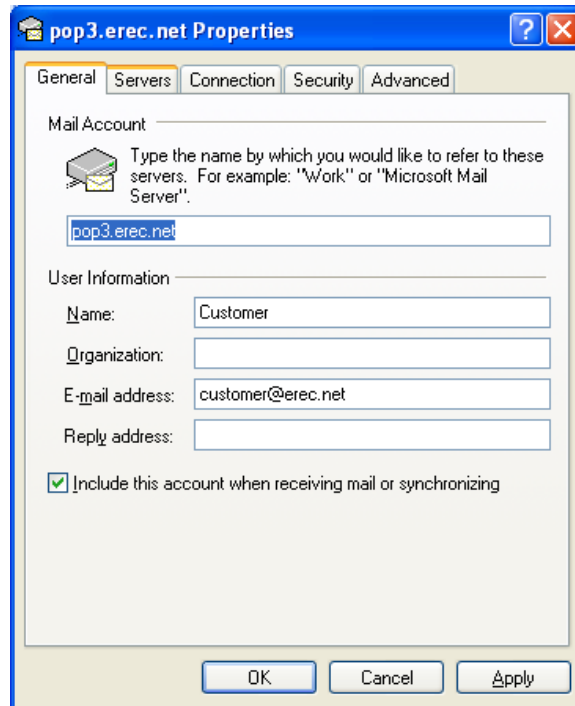 pop3.erec.net Properties
General Servers Connection Security Advanced
Mail Account
Type the name by which you would like to refer to these
servers. For example: "Work" or "Microsoft Mail
Server".
pop3.erec.net
User Information
Name: Customer
Organization:
E-mail address: customer@erec.net
Reply address:
Include this account when receiving mail or synchronizing
OK Cancel Apply